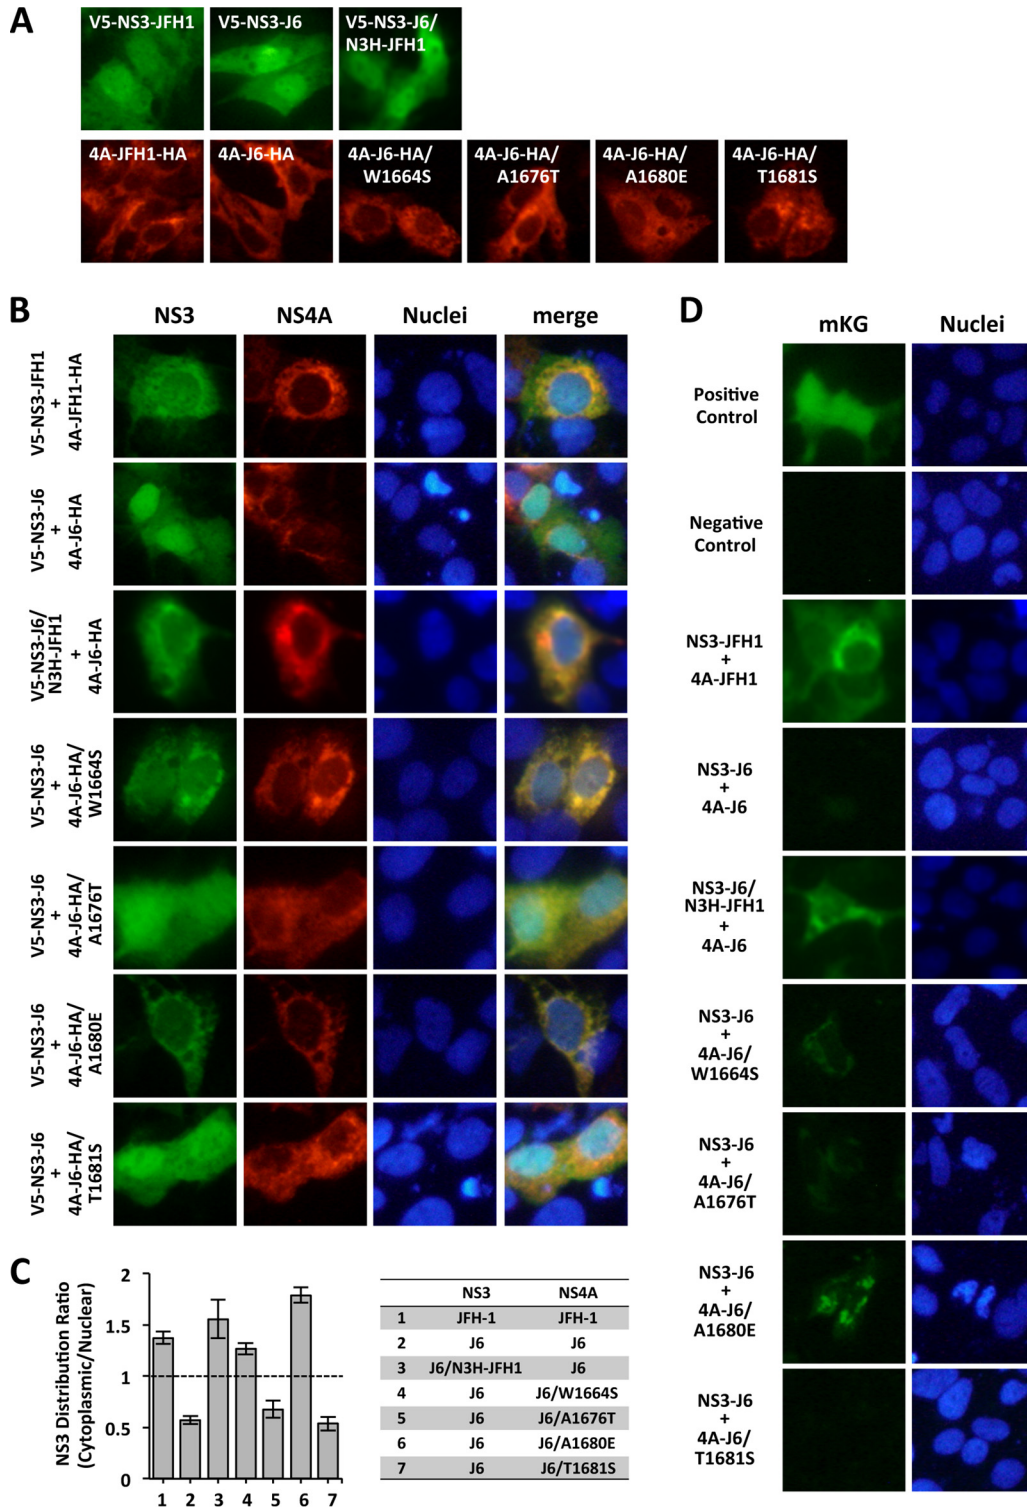 A
V5-NS3-JFH1
V5-NS3-J6
V5-NS3-J6/
N3H-JFH1
4A-JFH1-HA
4A-J6-HA
4A-J6-HA/
W1664S
4A-J6-HA/
A1676T
4A-J6-HA/
A1680E
4A-J6-HA/
T1681S
B
NS3
NS4A
Nuclei
merge
V5-NS3-JFH1
+
4A-JFH1-HA
V5-NS3-J6
+
4A-J6-HA
V5-NS3-J6/
N3H-JFH1
+
4A-J6-HA
V5-NS3-J6
+
4A-J6-HA/
W1664S
V5-NS3-J6
+
4A-J6-HA/
A1676T
V5-NS3-J6
+
4A-J6-HA/
A1680E
V5-NS3-J6
+
4A-J6-HA/
T1681S
C
NS3 Distribution Ratio
(Cytoplasmic/Nuclear)
2
1.5
1
0.5
0
1 2 3 4 5 6 7
NS3 NS4A
1 JFH-1 JFH-1
2 J6 J6
3 J6/N3H-JFH1 J6
4 J6 J6/W1664S
5 J6 J6/A1676T
6 J6 J6/A1680E
7 J6 J6/T1681S
D
mKG
Nuclei
Positive
Control
Negative
Control
NS3-JFH1
+
4A-JFH1
NS3-J6
+
4A-J6
NS3-J6/
N3H-JFH1
+
4A-J6
NS3-J6
+
4A-J6/
W1664S
NS3-J6
+
4A-J6/
A1676T
NS3-J6
+
4A-J6/
A1680E
NS3-J6
+
4A-J6/
T1681S